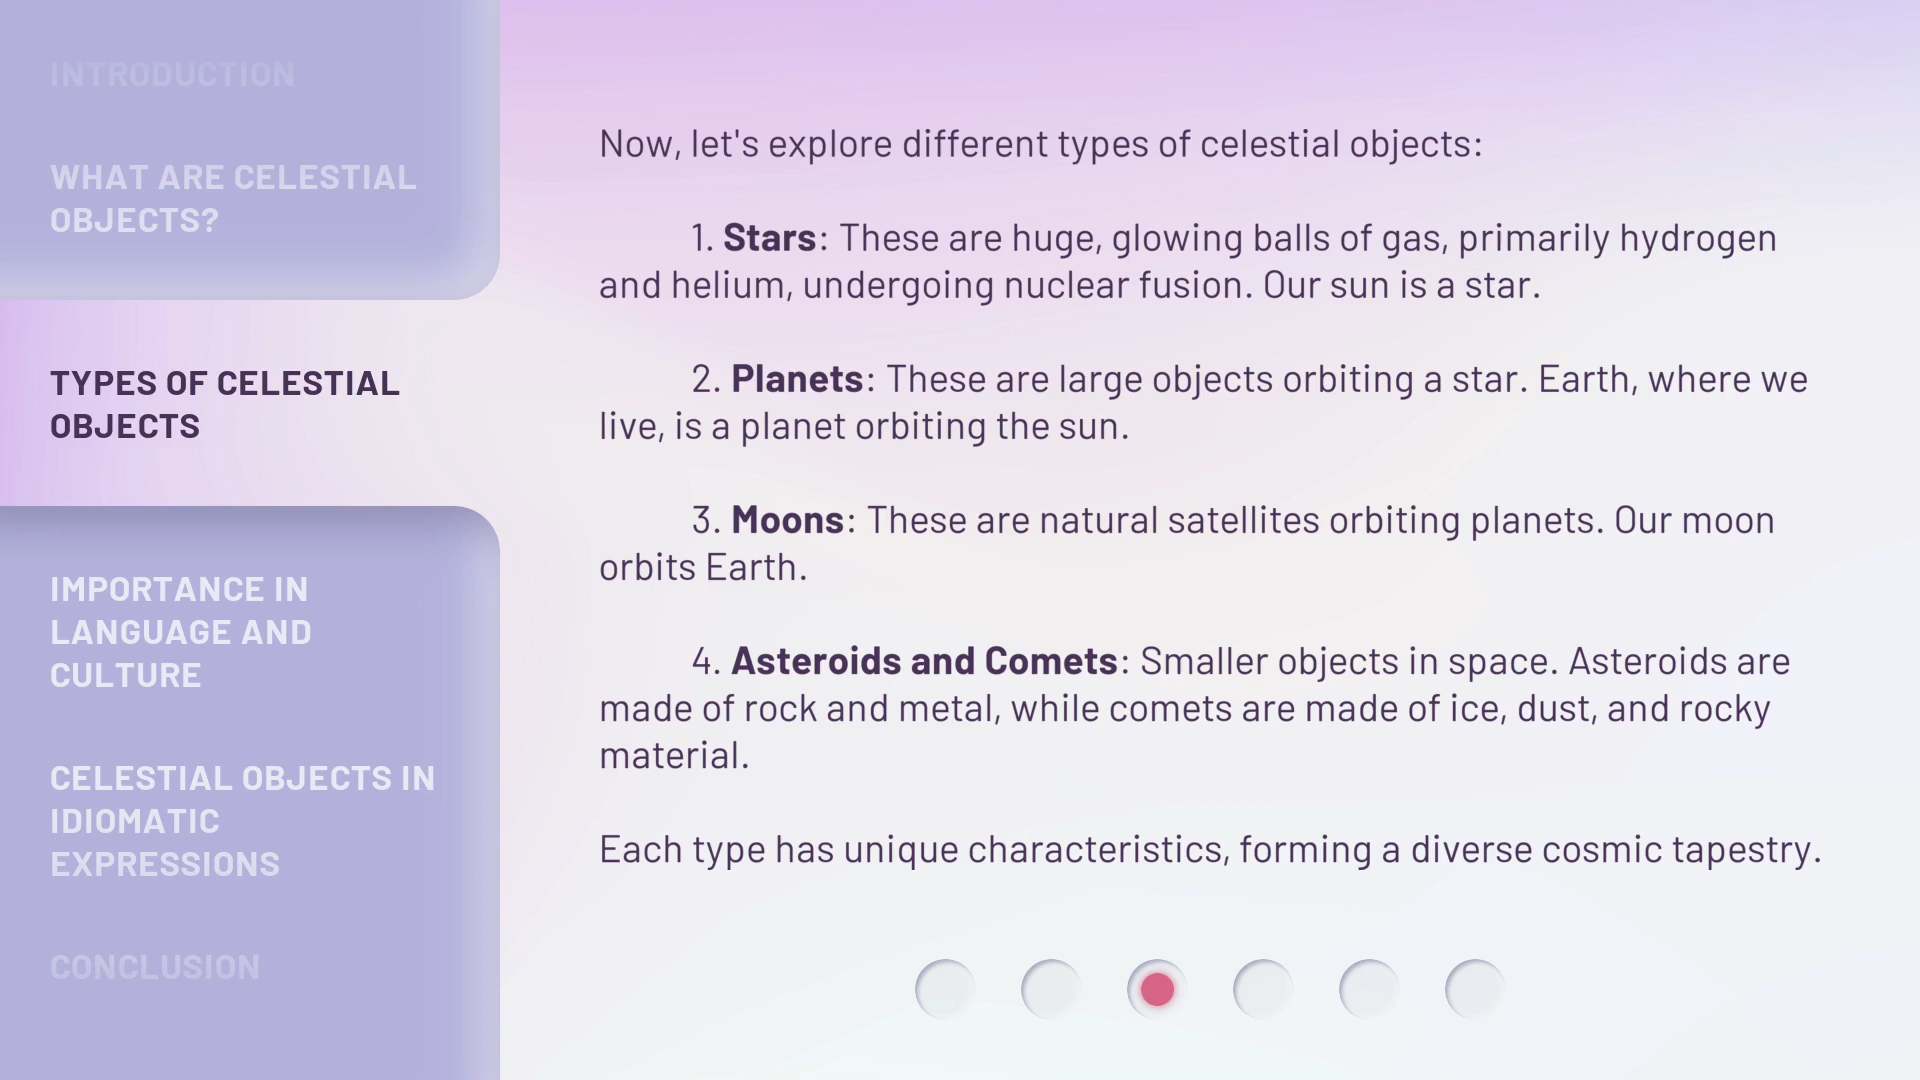 INTRODUCTION
WHAT ARE CELESTIAL
OBJECTS?
TYPES OF CELESTIAL
OBJECTS
IMPORTANCE IN
LANGUAGE AND
CULTURE
CELESTIAL OBJECTS IN
IDIOMATIC
EXPRESSIONS
CONCLUSION
Now, let's explore different types of celestial objects:
1. Stars: These are huge, glowing balls of gas, primarily hydrogen
and helium, undergoing nuclear fusion. Our sun is a star.
2. Planets: These are large objects orbiting a star. Earth, where we
live, is a planet orbiting the sun.
3. Moons: These are natural satellites orbiting planets. Our moon
orbits Earth.
4. Asteroids and Comets: Smaller objects in space. Asteroids are
made of rock and metal, while comets are made of ice, dust, and rocky
material.
Each type has unique characteristics, forming a diverse cosmic tapestry.